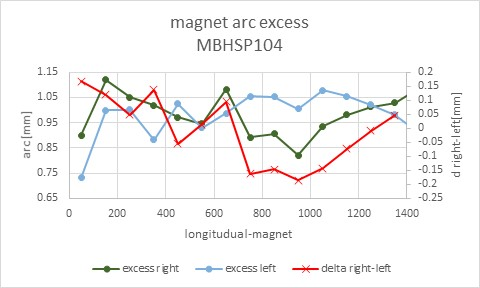 magnet arc excess
MBHSP104
1.15
1.05
0.95
0.85
0.75
0.65
arc[mm]
0.2
0.15
0.1
0.05
0
-0.05
-0.1
-0.15
-0.2
-0.25
d right-left[mm]
0 200 400 600 800 1000 1200 1400
longitudual-magnet
excess right excess left delta right-left